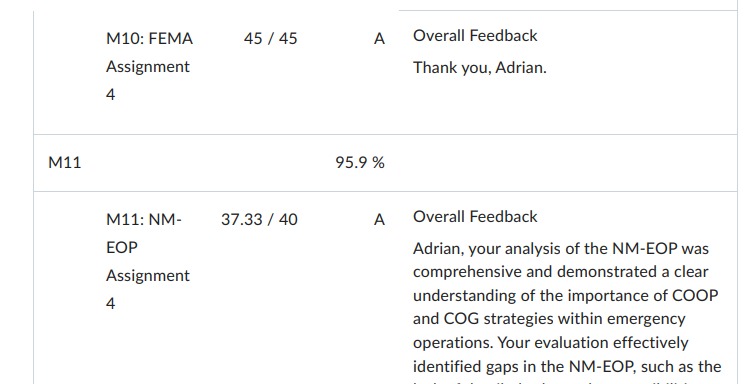 M10: FEMA 45 / 45 A Overall Feedback
Assignment Thank you, Adrian.
4
M11 95.9 %
M11: NM- 37.33 / 40 A Overall Feedback
EOP Adrian, your analysis of the NM-EOP was
Assignment comprehensive and demonstrated a clear
4 understanding of the importance of COOP
and COG strategies within emergency
operations. Your evaluation effectively
identified gaps in the NM-EOP, such as the